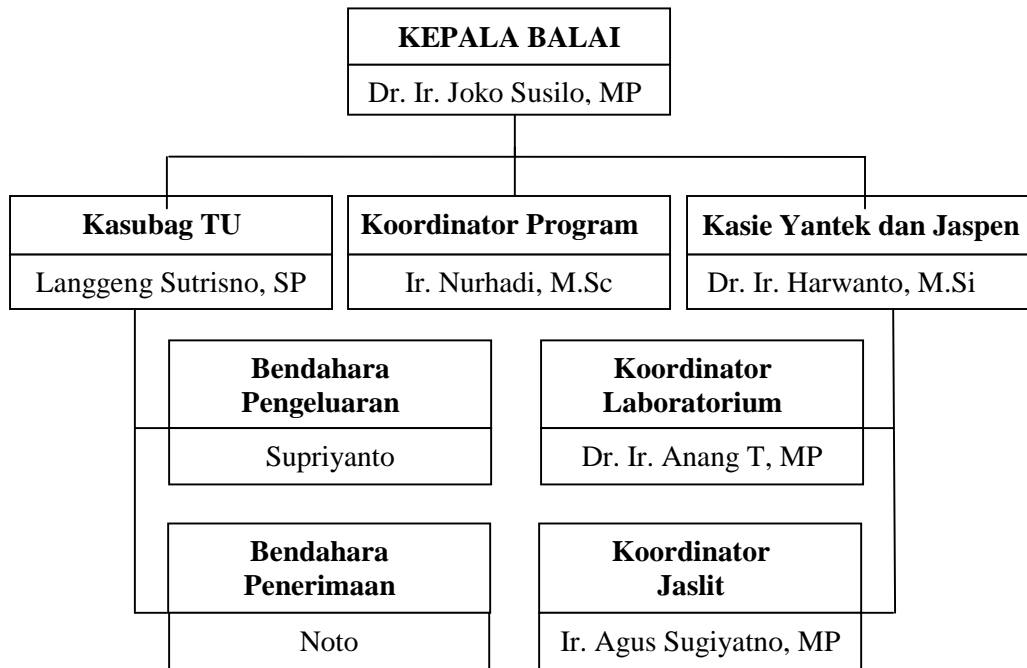 KEPALA BALAI
Dr. Ir. Joko Susilo, MP
Kasubag TU
Langgeng Sutrisno, SP
Koordinator Program
Ir. Nurhadi, M.Sc
Kasie Yantek dan Jaspen
Dr. Ir. Harwanto, M.Si
Bendahara
Pengeluaran
Supriyanto
Koordinator
Laboratorium
Dr. Ir. Anang T, MP
Bendahara
Penerimaan
Noto
Koordinator
Jaslit
Ir. Agus Sugiyatno, MP